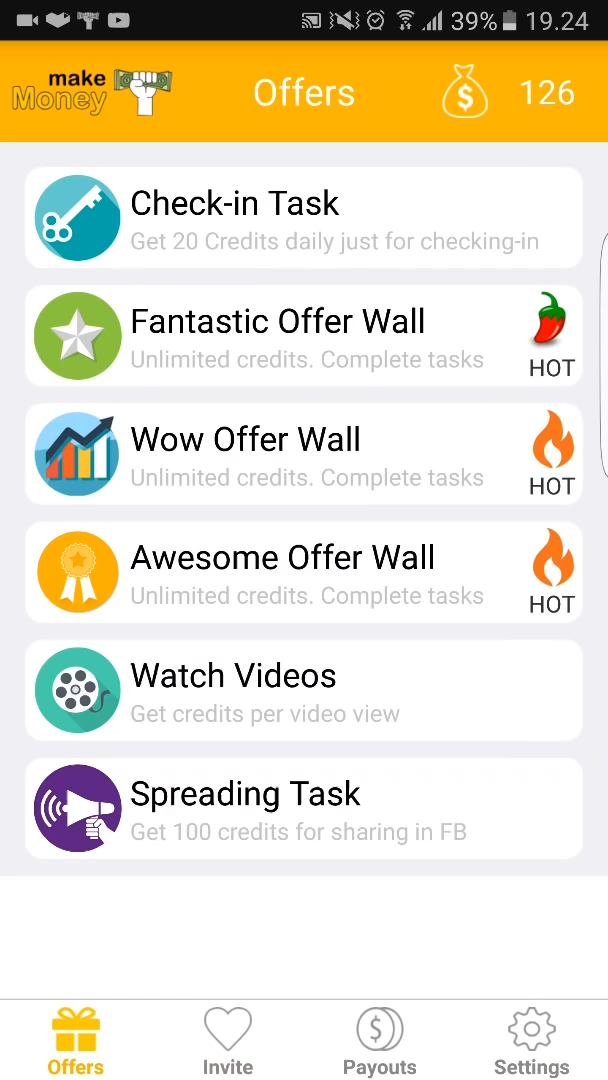 39% 19.24
make
Money
Offers
$ 126
Check-in Task
Get 20 Credits daily just for checking-in
Fantastic Offer Wall
Unlimited credits. Complete tasks
HOT
Wow Offer Wall
Unlimited credits. Complete tasks
HOT
Awesome Offer Wall
Unlimited credits. Complete tasks
HOT
Watch Videos
Get credits per video view
Spreading Task
Get 100 credits for sharing in FB
$
Offers Invite Payouts Settings